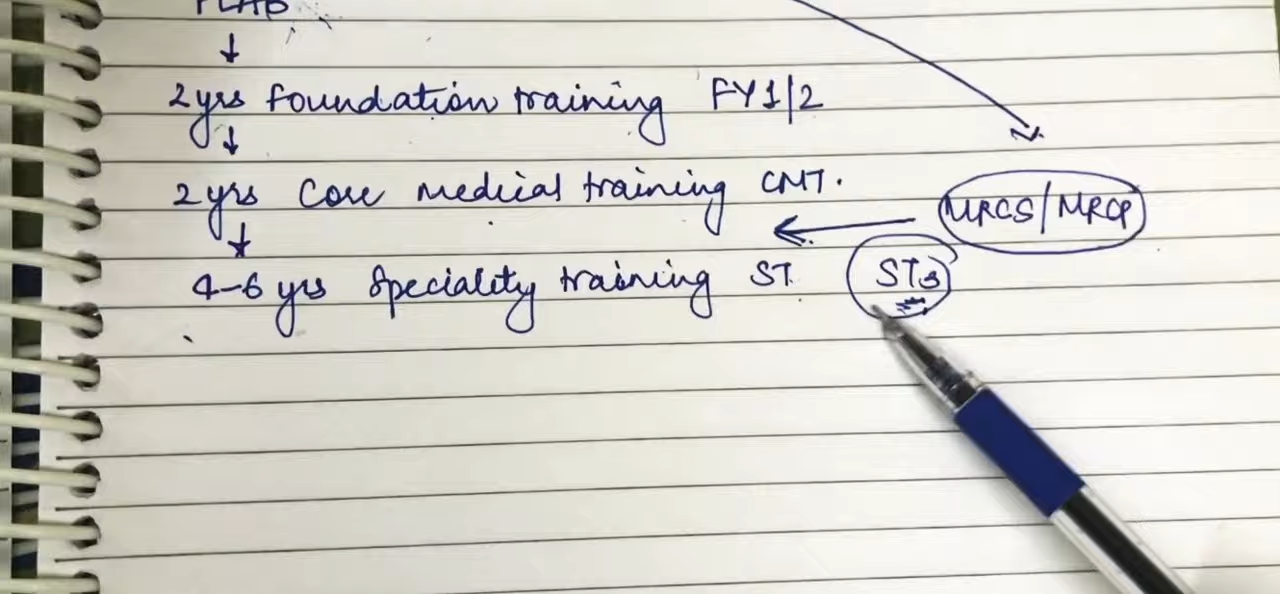 PLAB
2yrs foundation training FY1/2
2yrs Core medical training CMT.
MRCS/MRCP
4-6 yrs Speciality training ST. ST3